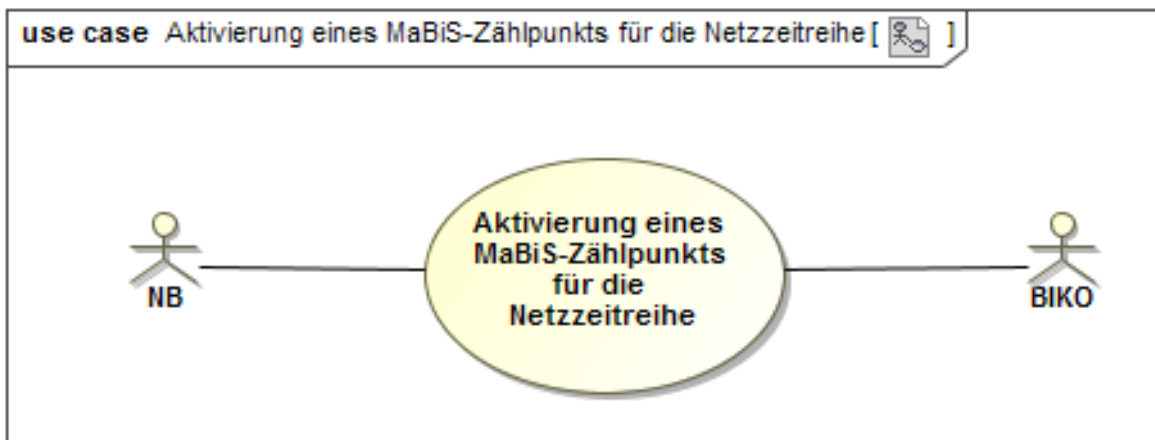 use case Aktivierung eines MaBiS-Zählpunkts für die Netzzeitreihe [ ]
Aktivierung eines
MaBiS-Zählpunkts
für die
Netzzeitreihe
NB
BIKO